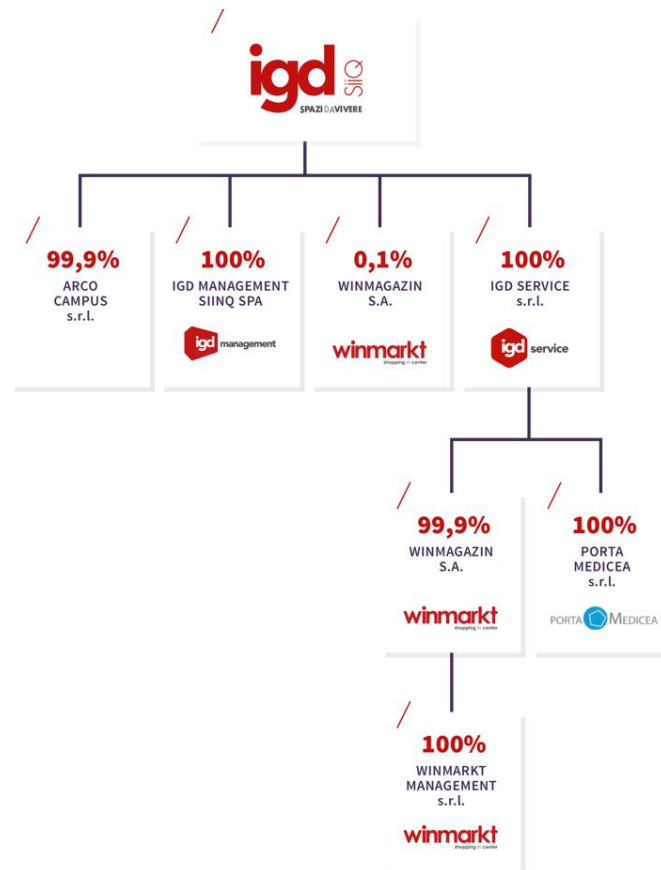 igd SIIQ
SPAZI DA VIVERE
99,9%
ARCO
CAMPUS
s.r.l.
100%
IGD MANAGEMENT
SIINQ SPA
igd management
0,1%
WINMAGAZIN
S.A.
winmarkt
shopping in center
100%
IGD SERVICE
s.r.l.
igd service
99,9%
WINMAGAZIN
S.A.
winmarkt
shopping in center
100%
PORTA
MEDICEA
s.r.l.
PORTA MEDICEA
100%
WINMARKT
MANAGEMENT
s.r.l.
winmarkt
shopping in center